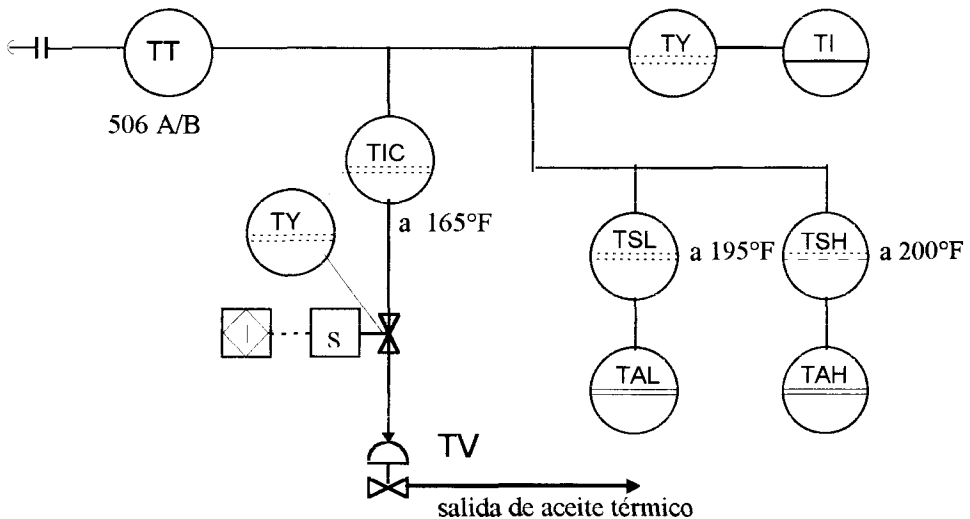 TT
TY
TI
506 A/B
TIC
a 165°F
TY
TSL
a 195°F
TSH
a 200°F
I
S
TAL
TAH
TV
salida de aceite térmico